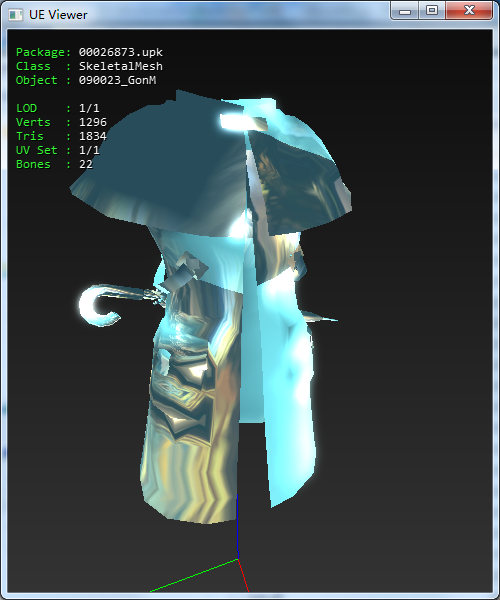 UE Viewer
Package: 00026873.upk
Class  : SkeletalMesh
Object : 090023_GonM
LOD    : 1/1
Verts  : 1296
Tris   : 1834
UV Set : 1/1
Bones  : 22